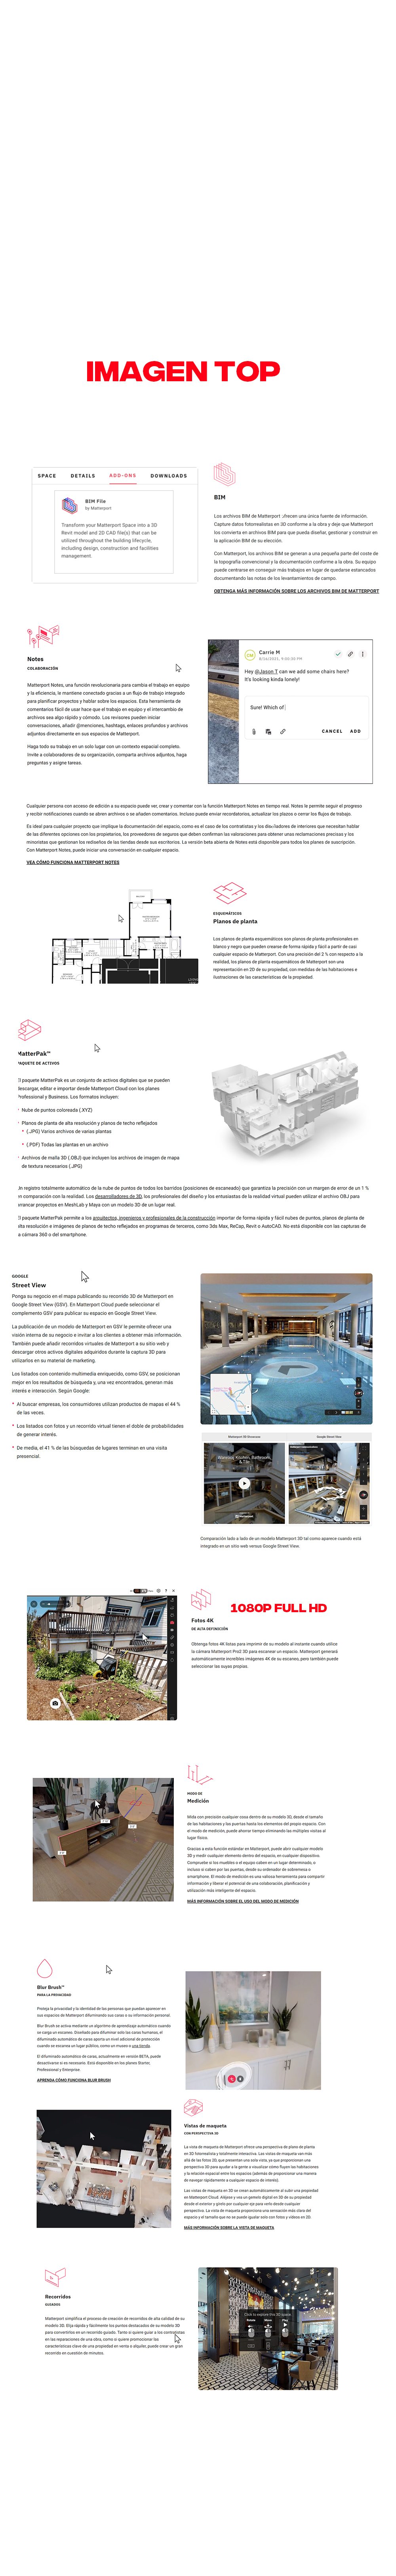 IMAGEN TOP
SPACE DETAILS ADD-ONS DOWNLOADS
BIM File
by Matterport
Transform your Matterport Space into a 3D
Revit model and 2D CAD file(s) that can be
utilized throughout the building lifecycle,
including design, construction and facilities
management.
BIM
Los archivos BIM de Matterport ofrecen una única fuente de información.
Capture datos fotorrealistas en 3D conforme a la obra y deje que Matterport
los convierta en archivos BIM para que pueda diseñar, gestionar y construir en
la aplicación BIM de su elección.
Con Matterport, los archivos BIM se generan a una pequeña parte del coste de
la topografía convencional y la documentación conforme a la obra. Su equipo
puede centrarse en conseguir más trabajos en lugar de quedarse estancados
documentando las notas de los levantamientos de campo.
OBTENGA MÁS INFORMACIÓN SOBRE LOS ARCHIVOS BIM DE MATTERPORT
Notes
COLABORACIÓN
Matterport Notes, una función revolucionaria para cambia el trabajo en equipo
y la eficiencia, le mantiene conectado gracias a un flujo de trabajo integrado
para planificar proyectos y hablar sobre los espacios. Esta herramienta de
comentarios fácil de usar hace que el trabajo en equipo y el intercambio de
archivos sea algo rápido y cómodo. Los revisores pueden iniciar
conversaciones, añadir @menciones, hashtags, enlaces profundos y archivos
adjuntos directamente en sus espacios de Matterport.
Haga todo su trabajo en un solo lugar con un contexto espacial completo.
Invite a colaboradores de su organización, comparta archivos adjuntos, haga
preguntas y asigne tareas.
CM
Carrie M
8/16/2021, 5:00:00 PM
Hey @Jason T can we add some chairs here?
It's looking kinda lonely!
Sure! Which of
CANCEL ADD
Cualquier persona con acceso de edición a su espacio puede ver, crear y comentar con la función Matterport Notes en tiempo real. Notes le permite seguir el progreso
y recibir notificaciones cuando se abren archivos o se añaden comentarios. Incluso puede enviar recordatorios, actualizar los plazos o cerrar los flujos de trabajo.
Es ideal para cualquier proyecto que implique la documentación del espacio, como es el caso de los contratistas y los diseñadores de interiores que necesitan hablar
de las diferentes opciones con los propietarios, los proveedores de seguros que deben confirmar las valoraciones para obtener unas reclamaciones precisas y los
minoristas que gestionan los rediseños de las tiendas desde sus escritorios. La versión beta abierta de Notes está disponible para todos los planes de suscripción.
Con Matterport Notes, puede iniciar una conversación en cualquier espacio.
VEA CÓMO FUNCIONA MATTERPORT NOTES
ESQUEMÁTICOS
Planos de planta
Los planos de planta esquemáticos son planos de planta profesionales en
blanco y negro que pueden crearse de forma rápida y fácil a partir de casi
cualquier espacio de Matterport. Con una precisión del 2 % con respecto a la
realidad, los planos de planta esquemáticos de Matterport son una
representación en 2D de su propiedad, con medidas de las habitaciones e
ilustraciones de las características de la propiedad.
MatterPak™
PAQUETE DE ACTIVOS
El paquete MatterPak es un conjunto de activos digitales que se pueden
descargar, editar e importar desde Matterport Cloud con los planes
Professional y Business. Los formatos incluyen:
Nube de puntos coloreada (.XYZ)
Planos de planta de alta resolución y planos de techo reflejados
(.JPG) Varios archivos de varias plantas
(.PDF) Todas las plantas en un archivo
Archivos de malla 3D (.OBJ) que incluyen los archivos de imagen de mapa
de textura necesarios (.JPG)
Un registro totalmente automático de la nube de puntos de todos los barridos (posiciones de escaneado) que garantiza la precisión con un margen de error de un 1 %
en comparación con la realidad. Los desarrolladores de 3D, los profesionales del diseño y los entusiastas de la realidad virtual pueden utilizar el archivo OBJ para
arrancar proyectos en MeshLab y Maya con un modelo 3D de un lugar real.
El paquete MatterPak permite a los arquitectos, ingenieros y profesionales de la construcción importar de forma rápida y fácil nubes de puntos, planos de planta de
alta resolución e imágenes de planos de techo reflejados en programas de terceros, como 3ds Max, ReCap, Revit o AutoCAD. No está disponible con las capturas de
la cámara 360 o del smartphone.
GOOGLE
Street View
Ponga su negocio en el mapa publicando su recorrido 3D de Matterport en
Google Street View (GSV). En Matterport Cloud puede seleccionar el
complemento GSV para publicar su espacio en Google Street View.
La publicación de un modelo de Matterport en GSV le permite ofrecer una
visión interna de su negocio e invitar a los clientes a obtener más información.
También puede añadir recorridos virtuales de Matterport a su sitio web y
descargar otros activos digitales adquiridos durante la captura 3D para
utilizarlos en su material de marketing.
Los listados con contenido multimedia enriquecido, como GSV, se posicionan
mejor en los resultados de búsqueda y, una vez encontrados, generan más
interés e interacción. Según Google:
Al buscar empresas, los consumidores utilizan productos de mapas el 44 %
de las veces.
Los listados con fotos y un recorrido virtual tienen el doble de probabilidades
de generar interés.
De media, el 41 % de las búsquedas de lugares terminan en una visita
presencial.
Matterport 3D Showcase Google Street View
Comparación lado a lado de un modelo Matterport 3D tal como aparece cuando está
integrado en un sitio web versus Google Street View.
1080P FULL HD
Fotos 4K
DE ALTA DEFINICIÓN
Obtenga fotos 4K listas para imprimir de su modelo al instante cuando utilice
la cámara Matterport Pro2 3D para escanear un espacio. Matterport generará
automáticamente increíbles imágenes 4K de su escaneo, pero también puede
seleccionar las suyas propias.
MODO DE
Medición
Mida con precisión cualquier cosa dentro de su modelo 3D, desde el tamaño
de las habitaciones y las puertas hasta los elementos del propio espacio. Con
el modo de medición, puede ahorrar tiempo eliminando las múltiples visitas al
lugar físico.
Gracias a esta función estándar en Matterport, puede abrir cualquier modelo
3D y medir cualquier elemento dentro del espacio, en cualquier dispositivo.
Compruebe si los muebles o el equipo caben en un lugar determinado, o
incluso si caben por las puertas, desde su ordenador de sobremesa o
smartphone. El modo de medición es una valiosa herramienta para compartir
información y liberar el potencial de una colaboración, planificación y
utilización más inteligente del espacio.
MÁS INFORMACIÓN SOBRE EL USO DEL MODO DE MEDICIÓN
Blur Brush™
PARA LA PRIVACIDAD
Proteja la privacidad y la identidad de las personas que puedan aparecer en
sus espacios de Matterport difuminando sus caras o su información personal.
Blur Brush se activa mediante un algoritmo de aprendizaje automático cuando
se carga un escaneo. Diseñado para difuminar solo las caras humanas, el
difuminado automático de caras aporta un nivel adicional de protección
cuando se escanea un lugar público, como un museo o una tienda.
El difuminado automático de caras, actualmente en versión BETA, puede
desactivarse si es necesario. Está disponible en los planes Starter,
Professional y Enterprise.
APRENDA CÓMO FUNCIONA BLUR BRUSH
Vistas de maqueta
CON PERSPECTIVA 3D
La vista de maqueta de Matterport ofrece una perspectiva de plano de planta
en 3D fotorrealista y totalmente interactiva. Las vistas de maqueta van más
allá de las fotos 2D, que presentan una sola vista, ya que proporcionan una
perspectiva 3D para ayudar a la gente a visualizar cómo fluyen las habitaciones
y la relación espacial entre los espacios (además de proporcionar una manera
de navegar rápidamente a cualquier espacio de interés).
Las vistas de maqueta en 3D se crean automáticamente al subir una propiedad
en Matterport Cloud. Aléjese y vea un gemelo digital en 3D de su propiedad
desde el exterior y gírelo por cualquier eje para verlo desde cualquier
perspectiva. La vista de maqueta proporciona una sensación más clara del
espacio y el tamaño que no se puede igualar solo con fotos y vídeos en 2D.
MÁS INFORMACIÓN SOBRE LA VISTA DE MAQUETA
Recorridos
GUIADOS
Matterport simplifica el proceso de creación de recorridos de alta calidad de su
modelo 3D. Elija rápida y fácilmente los puntos destacados de su modelo 3D
para convertirlos en un recorrido guiado. Tanto si quiere guiar a los contratistas
en las reparaciones de una obra, como si quiere promocionar las
características clave de una propiedad en venta o alquiler, puede crear un gran
recorrido en cuestión de minutos.
Click to explore this 3D space
Rotate Move Play